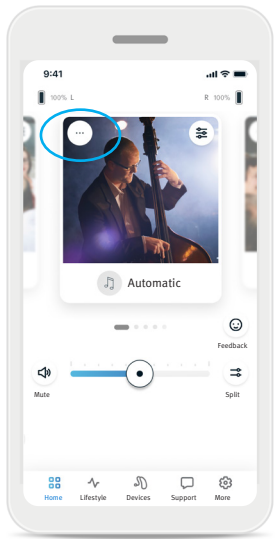 9:41
100% L
R 100%
Automatic
Feedback
Mute
Split
Home
Lifestyle
Devices
Support
More